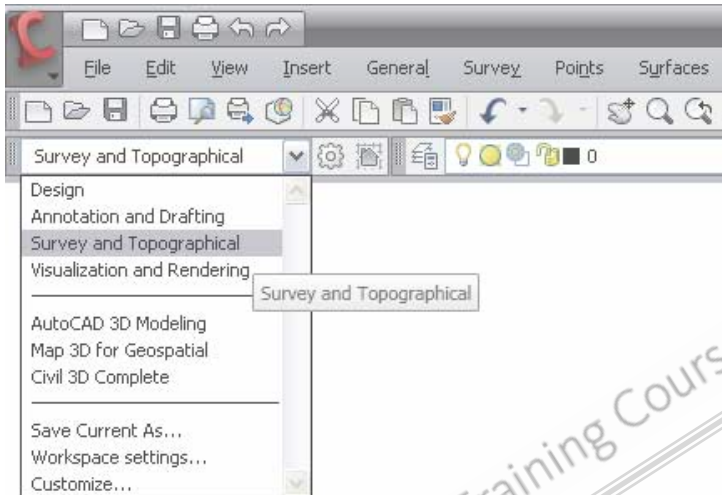 File Edit View Insert General Survey Points Surfaces
Survey and Topographical 0
Design
Annotation and Drafting
Survey and Topographical
Visualization and Rendering
Survey and Topographical
AutoCAD 3D Modeling
Map 3D for Geospatial
Civil 3D Complete
Save Current As...
Workspace settings...
Customize...
Training Cours